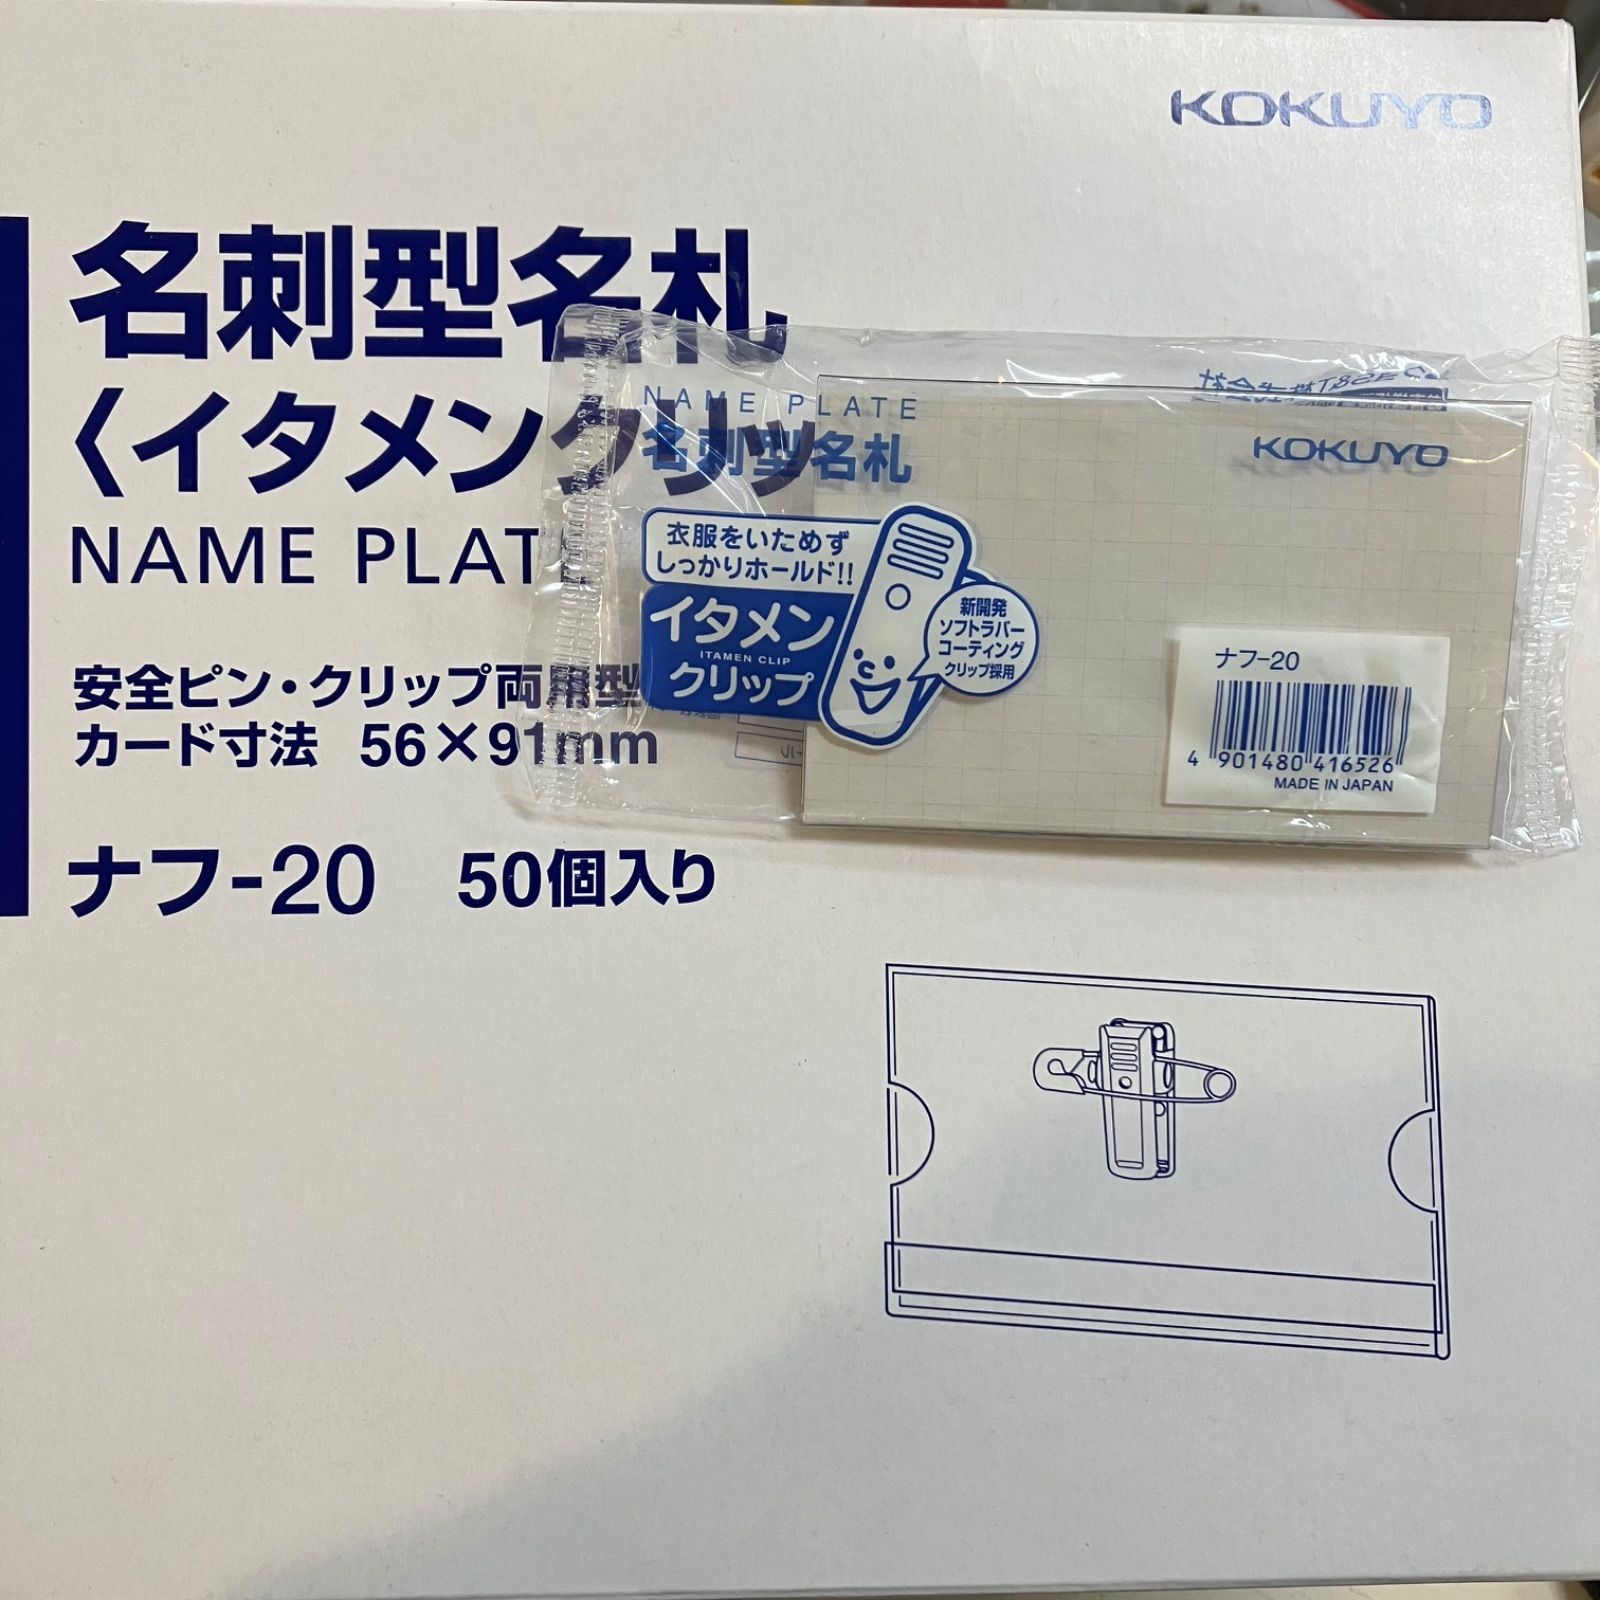 KOKUYO
名刺型名札
〈イタメンクリッ
NAME PLATE
安全ピン・クリップ両用型
カード寸法 56×91mm
ナフ-20 50個入り
NAME PLATE
名刺型名札
KOKUYO
衣服をいためず
しっかりホールド!!
イタメン
ITAMEN CLIP
クリップ
新開発
ソフトラバー
コーティング
クリップ採用
ナフ-20
4 901480 416526
MADE IN JAPAN